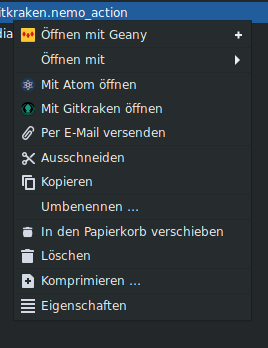 itkraken.nemo_action
dia
Öffnen mit Geany
Öffnen mit
Mit Atom öffnen
Mit Gitkraken öffnen
Per E-Mail versenden
Ausschneiden
Kopieren
Umbenennen ...
In den Papierkorb verschieben
Löschen
Komprimieren ...
Eigenschaften